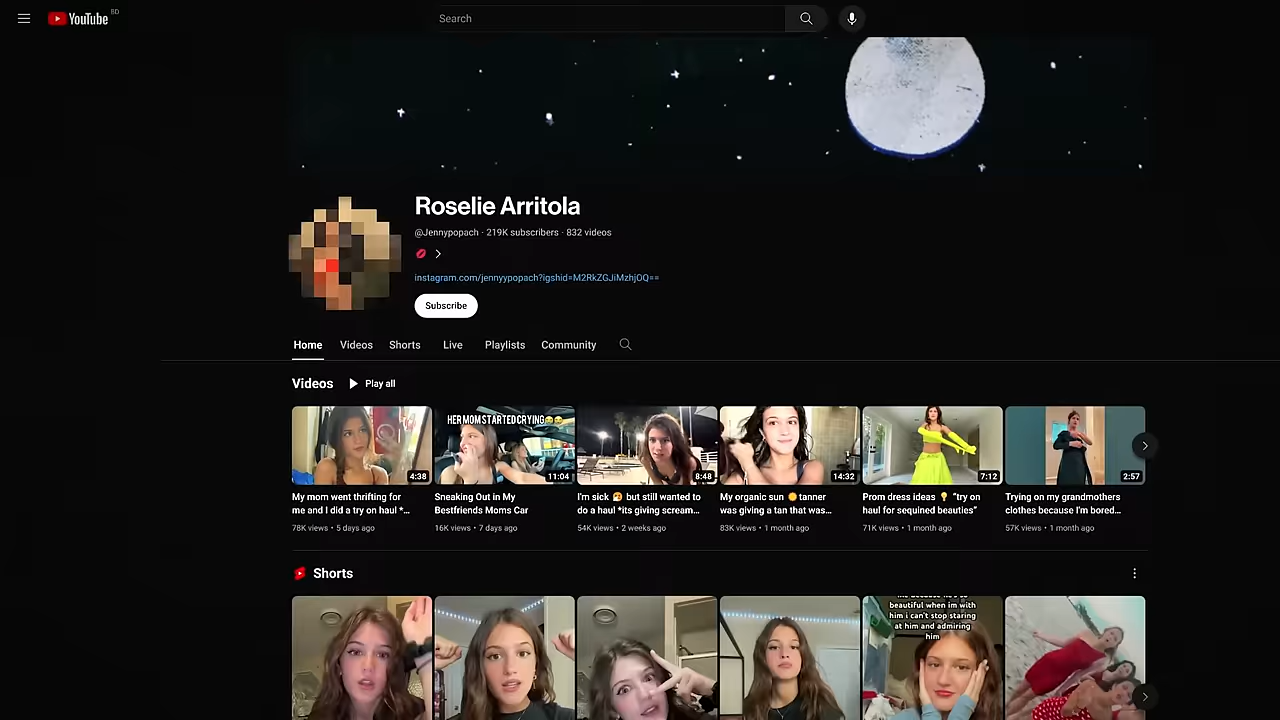 YouTube BD
Search
Roselie Arritola
@Jennypopach · 219K subscribers · 832 videos
instagram.com/jennyypopach?igshid=M2RkZGJiMzhjOQ==
Subscribe
Home Videos Shorts Live Playlists Community
Videos Play all
HER MOM STARTED CRYING😭😭
4:38 11:04 8:48 14:32 7:12 2:57
My mom went thrifting for
me and I did a try on haul *…
78K views • 5 days ago
Sneaking Out in My
Bestfriends Moms Car
16K views • 7 days ago
I'm sick 🤧 but still wanted to
do a haul *its giving scream…
54K views • 2 weeks ago
My organic sun 🌞 tanner
was giving a tan that was…
83K views • 1 month ago
Prom dress ideas 💡 "try on
haul for sequined beauties"
71K views • 1 month ago
Trying on my grandmothers
clothes because I'm bored…
57K views • 1 month ago
Shorts
beautiful when im with
him i can't stop staring
at him and admiring
him